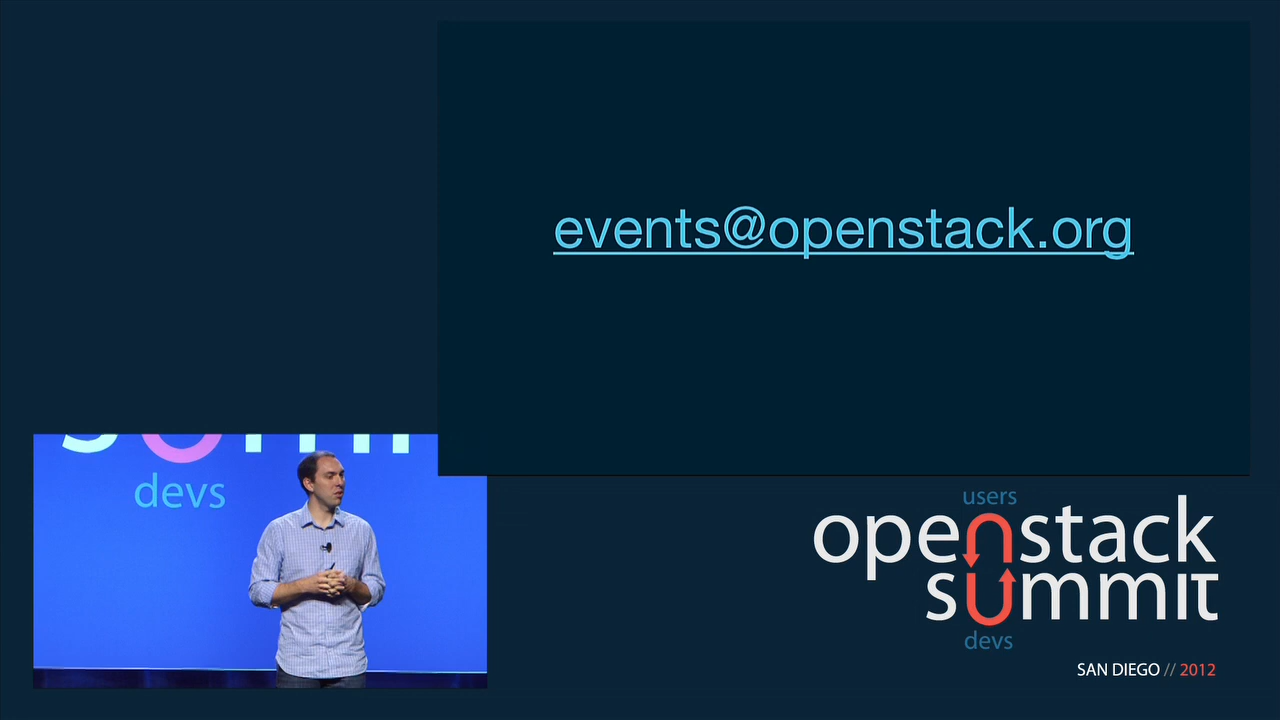 events@openstack.org
devs
users
openstack
summit
devs
SAN DIEGO // 2012